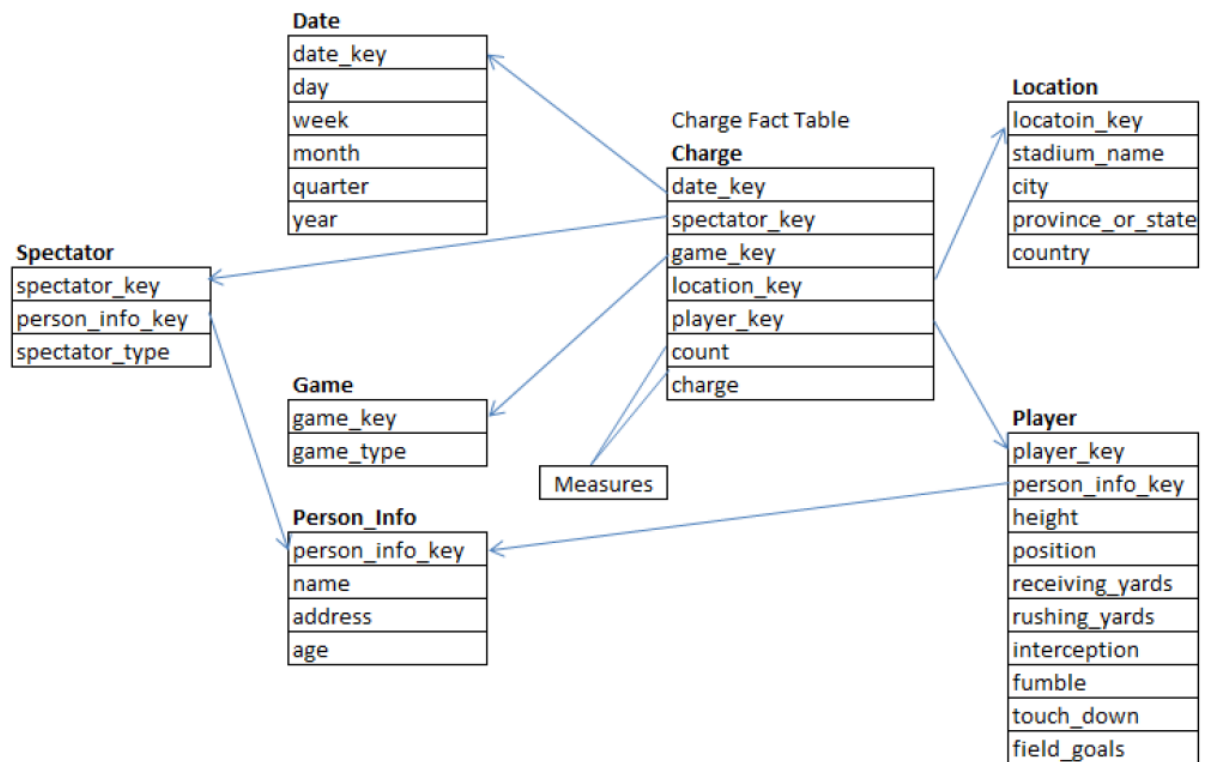 Date
date_key
day
week
month
quarter
year
Charge Fact Table
Charge
date_key
spectator_key
game_key
location_key
player_key
count
charge
Location
locatoin_key
stadium_name
city
province_or_state
country
Spectator
spectator_key
person_info_key
spectator_type
Game
game_key
game_type
Measures
Person_Info
person_info_key
name
address
age
Player
player_key
person_info_key
height
position
receiving_yards
rushing_yards
interception
fumble
touch_down
field_goals